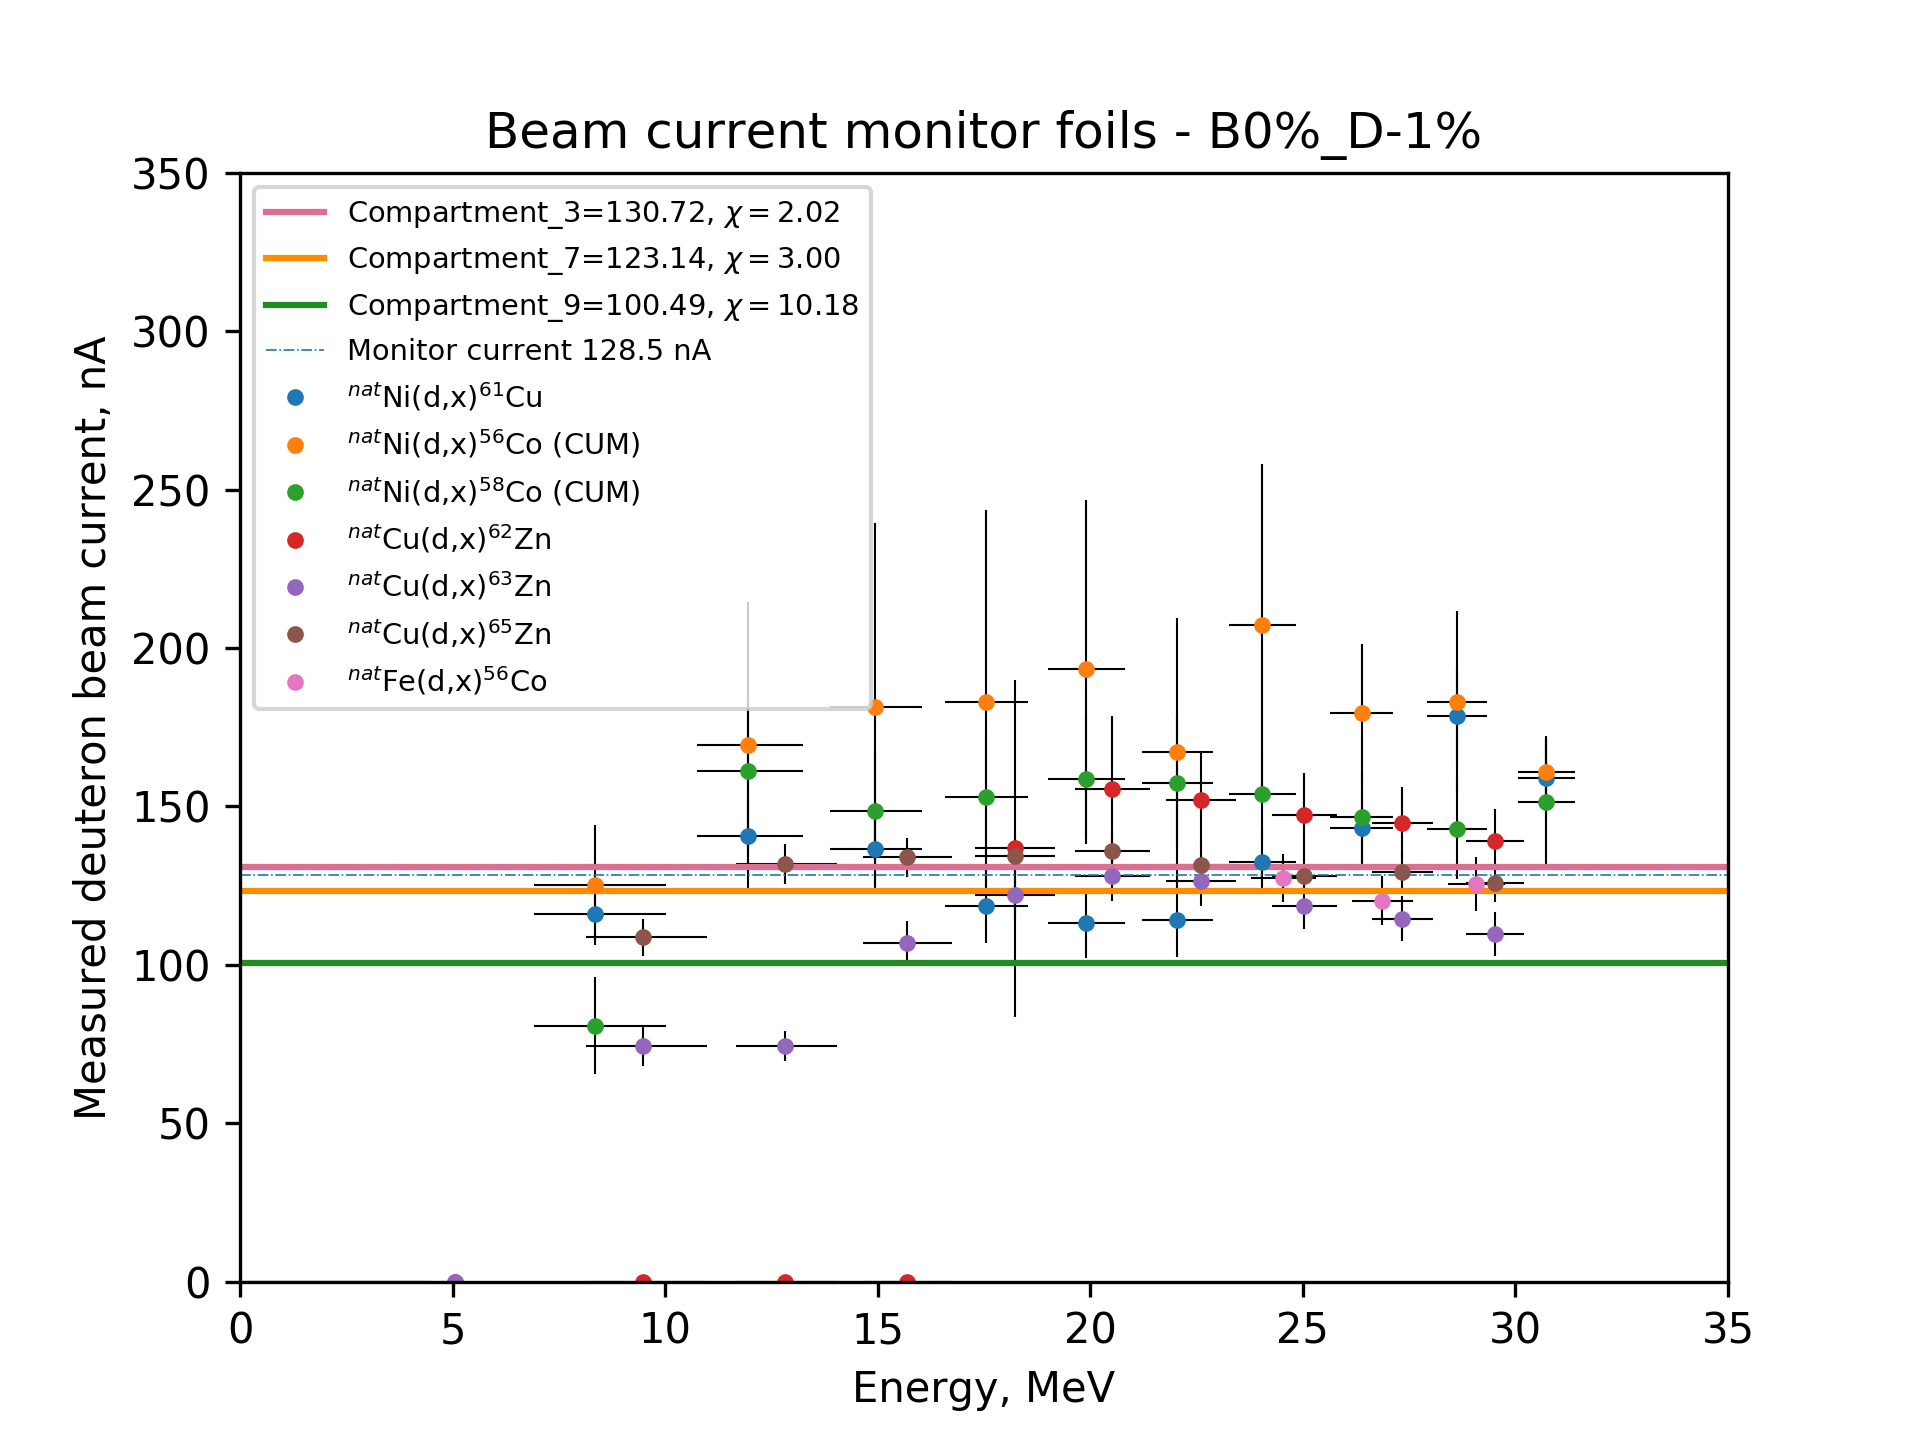 Beam current monitor foils - B0%_D-1%
Measured deuteron beam current, nA
350
300
250
200
150
100
50
0
Compartment_3=130.72, χ = 2.02
Compartment_7=123.14, χ = 3.00
Compartment_9=100.49, χ = 10.18
Monitor current 128.5 nA
natNi(d,x)61Cu
natNi(d,x)56Co (CUM)
natNi(d,x)58Co (CUM)
natCu(d,x)62Zn
natCu(d,x)63Zn
natCu(d,x)65Zn
natFe(d,x)56Co
0 5 10 15 20 25 30 35
Energy, MeV